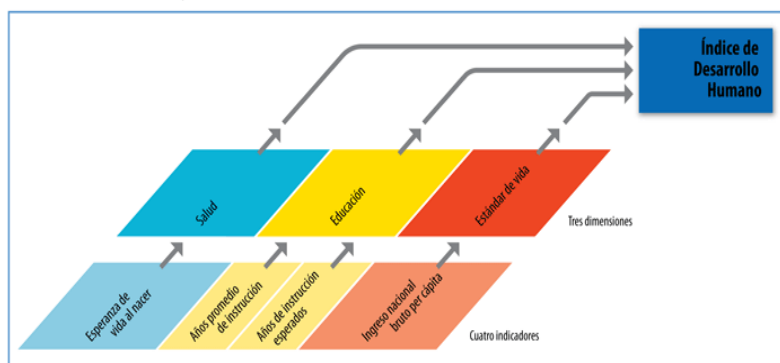 Índice de
Desarrollo
Humano
Salud
Educación
Estándar de vida
Tres dimensiones
Esperanza de
vida al nacer
Años promedio
de instrucción
Años de instrucción
esperados
Ingreso nacional
bruto per cápita
Cuatro indicadores